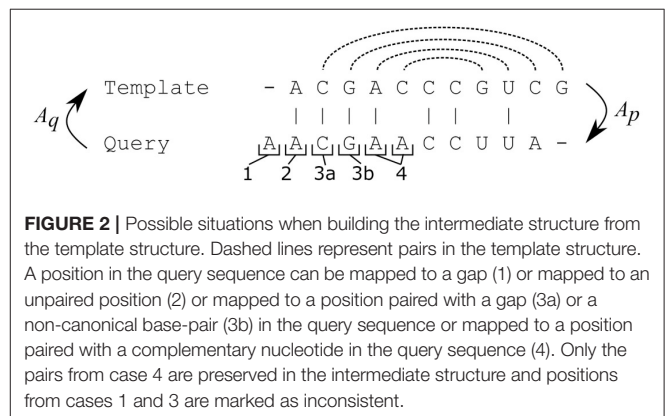 Template - A C G A C C C G U C G
A_q A_p
| | | | | | |
Query A A C G A A C C U U A -
1 2 3a 3b 4
FIGURE 2 | Possible situations when building the intermediate structure from
the template structure. Dashed lines represent pairs in the template structure.
A position in the query sequence can be mapped to a gap (1) or mapped to an
unpaired position (2) or mapped to a position paired with a gap (3a) or a
non-canonical base-pair (3b) in the query sequence or mapped to a position
paired with a complementary nucleotide in the query sequence (4). Only the
pairs from case 4 are preserved in the intermediate structure and positions
from cases 1 and 3 are marked as inconsistent.